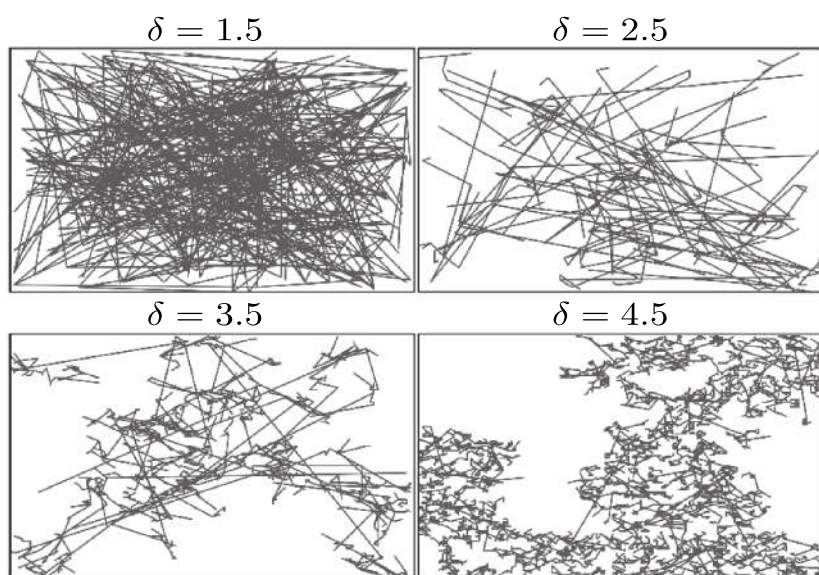 δ = 1.5
δ = 2.5
δ = 3.5
δ = 4.5